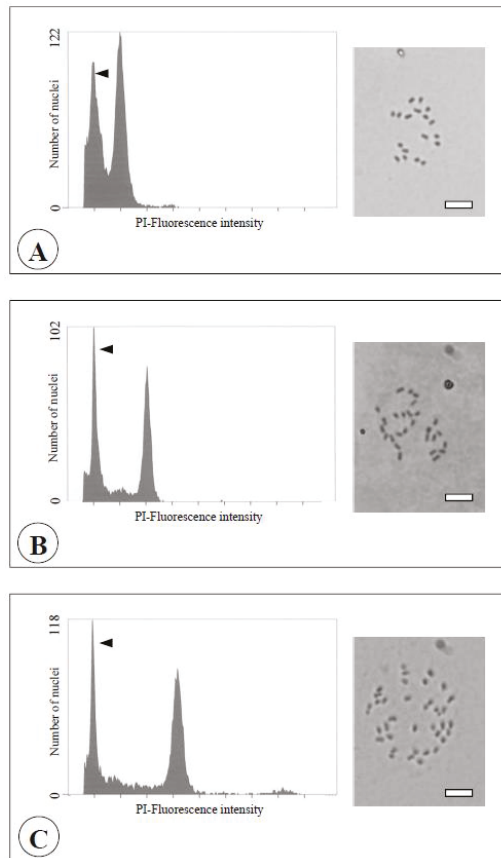 122
Number of nuclei
0
PI-Fluorescence intensity
A
102
Number of nuclei
0
PI-Fluorescence intensity
B
118
Number of nuclei
0
PI-Fluorescence intensity
C